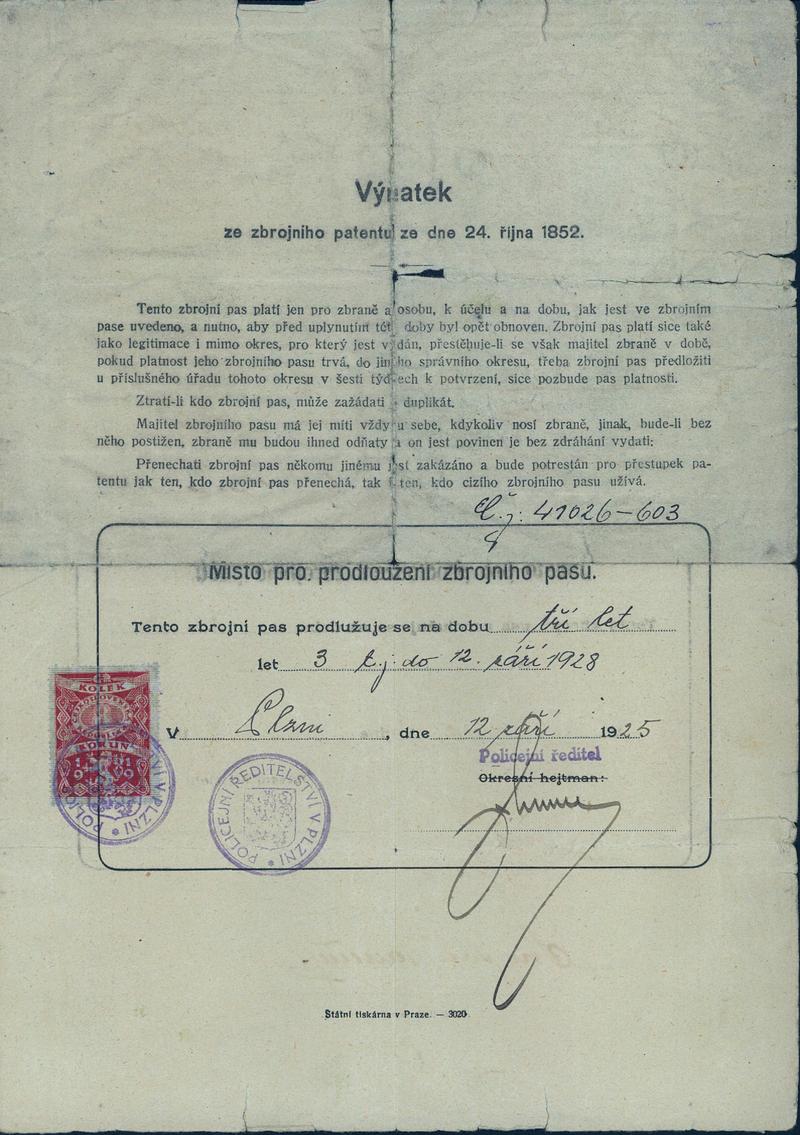 Výňatek
ze zbrojního patentu ze dne 24. října 1852.
Tento zbrojní pas platí jen pro zbraně a osobu, k účelu a na dobu, jak jest ve zbrojním
pase uvedeno, a nutno, aby před uplynutím tét doby byl opět obnoven. Zbrojní pas platí sice také
jako legitimace i mimo okres, pro který jest vydán, přestěhuje-li se však majitel zbraně v době,
pokud platnost jeho zbrojního pasu trvá, do jiného správního okresu, třeba zbrojní pas předložiti
u příslušného úřadu tohoto okresu v šesti týdnech k potvrzení, sice pozbude pas platnosti.
Ztratí-li kdo zbrojní pas, může zažádati o duplikát.
Majitel zbrojního pasu má jej míti vždy u sebe, kdykoliv nosí zbraně, jinak, bude-li bez
něho postižen, zbraně mu budou ihned odňaty a on jest povinen je bez zdráhání vydati:
Přenechati zbrojní pas někomu jinému jest zakázáno a bude potrestán pro přestupek pa-
tentu jak ten, kdo zbrojní pas přenechá, tak i ten, kdo cizího zbrojního pasu užívá.
Č.j: 41026-603
Místo pro prodloužení zbrojního pasu.
Tento zbrojní pas prodlužuje se na dobu tří let
let 3 t.j. do 12. září 1928
KOLEK
V Plzni, dne 12 září 1925
1919
Policejní ředitel
Okresní hejtman:
POLICEJNÍ ŘEDITELSTVÍ V PLZNI
Státní tiskárna v Praze. — 3020